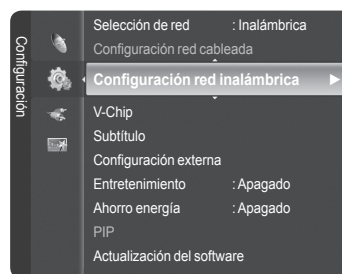 Configuración
Selección de red : Inalámbrica
Configuración red cableada
Configuración red inalámbrica
V-Chip
Subtítulo
Configuración externa
Entretenimiento : Apagado
Ahorro energía : Apagado
PIP
Actualización del software